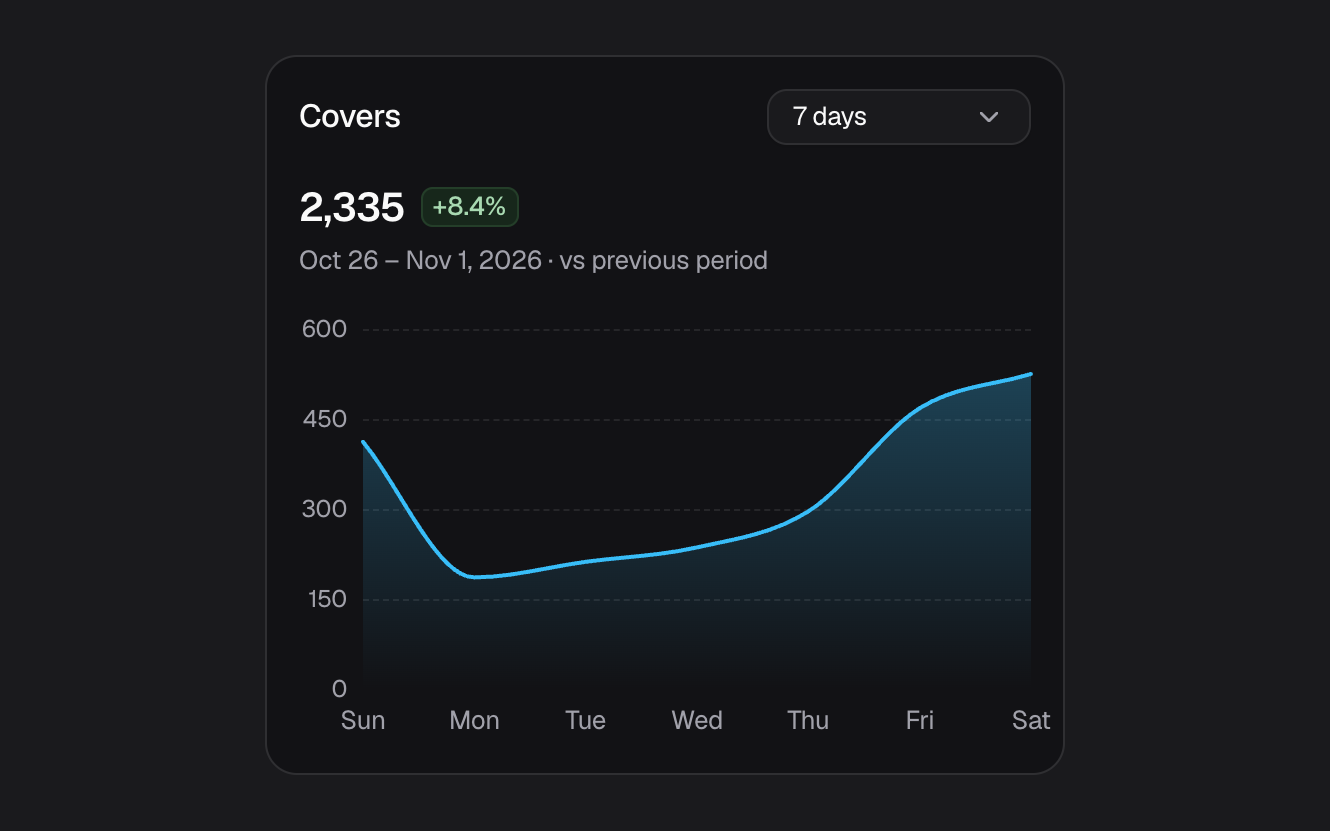 Covers
7 days
2,335 +8.4%
Oct 26 – Nov 1, 2026 · vs previous period
600
450
300
150
0
Sun Mon Tue Wed Thu Fri Sat